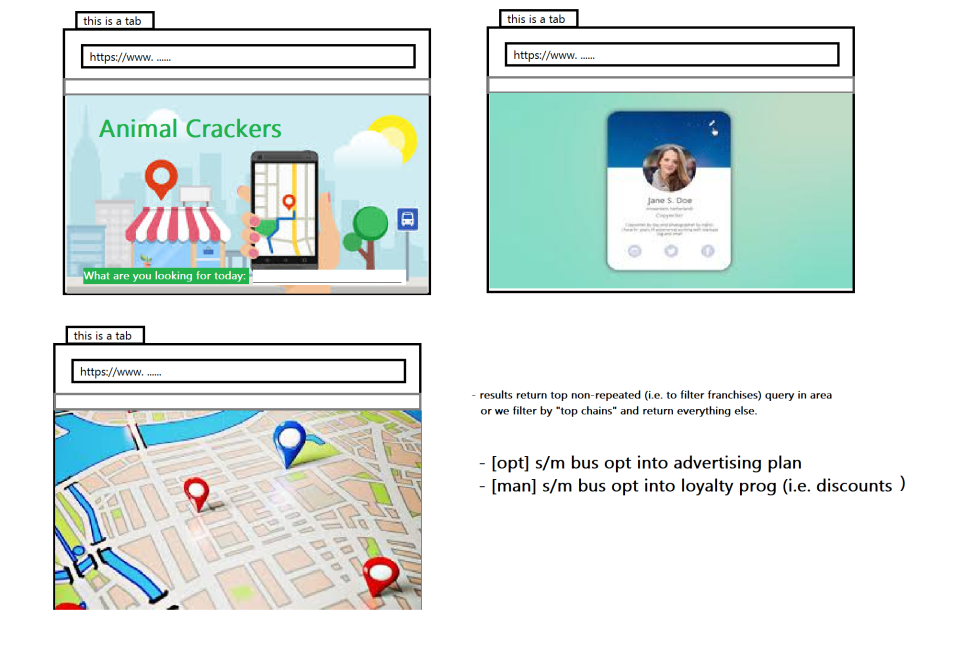 this is a tab
https://www. ......
Animal Crackers
What are you looking for today:
this is a tab
https://www. ......
Jane S. Doe
Copywriter
this is a tab
https://www. ......
- results return top non-repeated (i.e. to filter franchises) query in area
or we filter by "top chains" and return everything else.
- [opt] s/m bus opt into advertising plan
- [man] s/m bus opt into loyalty prog (i.e. discounts )